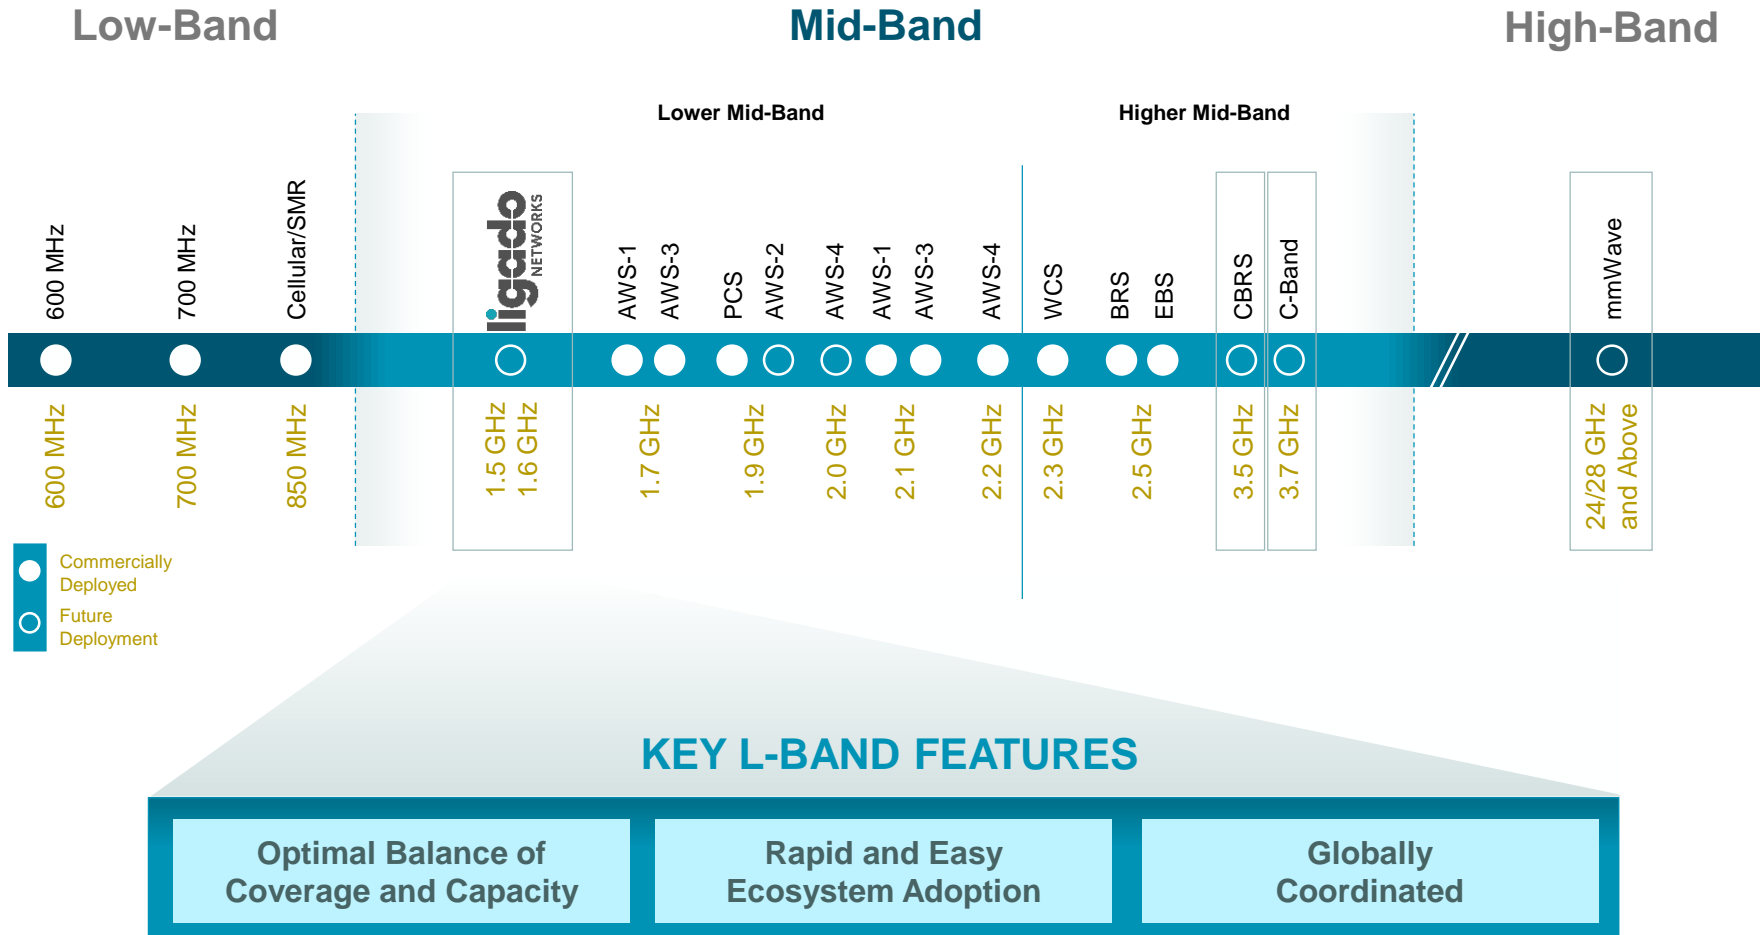 Low-Band
Mid-Band
High-Band
Lower Mid-Band
Higher Mid-Band
600 MHz
700 MHz
Cellular/SMR
ligado
NETWORKS
AWS-1
AWS-3
PCS
AWS-2
AWS-4
AWS-1
AWS-3
AWS-4
WCS
BRS
EBS
CBRS
C-Band
mmWave
600 MHz
700 MHz
850 MHz
1.5 GHz
1.6 GHz
1.7 GHz
1.9 GHz
2.0 GHz
2.1 GHz
2.2 GHz
2.3 GHz
2.5 GHz
3.5 GHz
3.7 GHz
24/28 GHz
and Above
Commercially
Deployed
Future
Deployment
KEY L-BAND FEATURES
Optimal Balance of
Coverage and Capacity
Rapid and Easy
Ecosystem Adoption
Globally
Coordinated